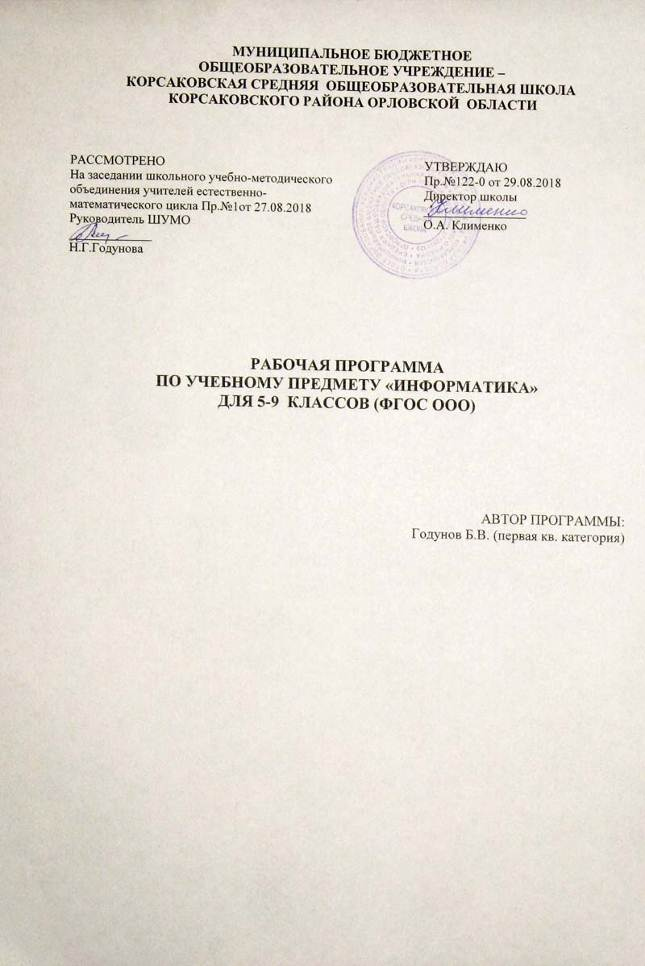 МУНИЦИПАЛЬНОЕ БЮДЖЕТНОЕ
ОБЩЕОБРАЗОВАТЕЛЬНОЕ УЧРЕЖДЕНИЕ –
КОРСАКОВСКАЯ СРЕДНЯЯ ОБЩЕОБРАЗОВАТЕЛЬНАЯ ШКОЛА
КОРСАКОВСКОГО РАЙОНА ОРЛОВСКОЙ ОБЛАСТИ
РАССМОТРЕНО
На заседании школьного учебно-методического
объединения учителей естественно-
математического цикла Пр.№1от 27.08.2018
Руководитель ШУМО
Н.Г.Годунова
УТВЕРЖДАЮ
Пр.№122-0 от 29.08.2018
Директор школы
О.А. Клименко
РАБОЧАЯ ПРОГРАММА
ПО УЧЕБНОМУ ПРЕДМЕТУ «ИНФОРМАТИКА»
ДЛЯ 5-9 КЛАССОВ (ФГОС ООО)
АВТОР ПРОГРАММЫ:
Годунов Б.В. (первая кв. категория)